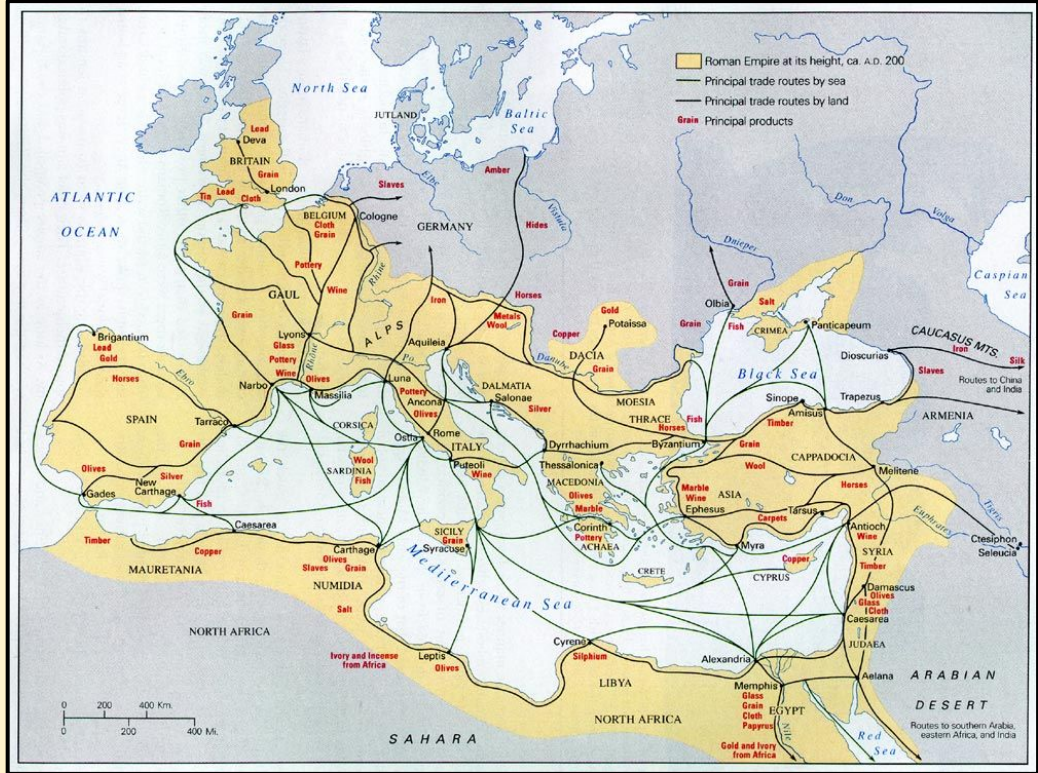 Roman Empire at its height, ca. A.D. 200
Principal trade routes by sea
Principal trade routes by land
Grain Principal products
North Sea
JUTLAND
Baltic
Sea
ATLANTIC
OCEAN
Lead
Deva
BRITAIN
Grain
London
Tin
Lead
Cloth
Slaves
Elbe
Amber
Vistula
Hides
BELGIUM
Cloth
Grain
Cologne
GERMANY
Rhine
Pottery
Wine
GAUL
Grain
Lyons
Glass
Pottery
Wine
Rhône
ALPS
Iron
Horses
Metals
Wool
Aquileia
Po
Danube
Gold
Potaissa
Copper
DACIA
Grain
Dnieper
Don
Volga
Caspian
Sea
Grain
Olbia
Grain
Fish
Salt
CRIMEA
Panticapeum
CAUCASUS MTS.
Iron
Silk
Dioscurias
Slaves
Routes to China
and India
Black Sea
Brigantium
Lead
Gold
Horses
Ebro
Narbo
Olives
Massilia
Luna
Pottery
Ancona
Olives
DALMATIA
Salonae
Silver
MOESIA
THRACE
Horses
Fish
Byzantium
Sinope
Amisus
Timber
Trapezus
ARMENIA
SPAIN
Tarraco
Grain
CORSICA
Ostia
Rome
ITALY
Puteoli
Wine
SARDINIA
Wool
Fish
Dyrrhachium
Thessalonica
MACEDONIA
Olives
Marble
Corinth
Pottery
ACHAEA
Grain
Wool
CAPPADOCIA
Melitene
Horses
Marble
Wine
Ephesus
ASIA
Carpets
Tarsus
Tigris
Euphrates
Ctesiphon
Seleucia
Olives
Silver
New
Carthage
Gades
Fish
Timber
Caesarea
Copper
MAURETANIA
Carthage
Olives
Slaves
Grain
NUMIDIA
Salt
SICILY
Grain
Syracuse
Mediterranean Sea
CRETE
Myra
Copper
CYPRUS
Antioch
Wine
SYRIA
Timber
Damascus
Olives
Glass
Cloth
Caesarea
JUDAEA
NORTH AFRICA
Ivory and Incense
from Africa
Leptis
Olives
Cyrene
Silphium
LIBYA
Alexandria
Memphis
Glass
Grain
Cloth
Papyrus
EGYPT
Nile
Aelana
ARABIAN
DESERT
Routes to southern Arabia,
eastern Africa, and India
Red
Sea
NORTH AFRICA
Gold and Ivory
from Africa
SAHARA
0 200 400 Km.
0 200 400 Mi.